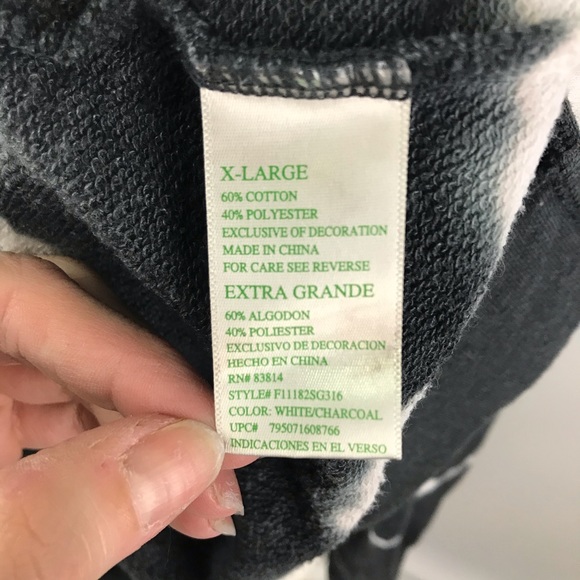 X-LARGE
60% COTTON
40% POLYESTER
EXCLUSIVE OF DECORATION
MADE IN CHINA
FOR CARE SEE REVERSE
EXTRA GRANDE
60% ALGODON
40% POLIESTER
EXCLUSIVO DE DECORACION
HECHO EN CHINA
RN# 83814
STYLE# F11182SG316
COLOR: WHITE/CHARCOAL
UPC# 795071608766
INDICACIONES EN EL VERSO